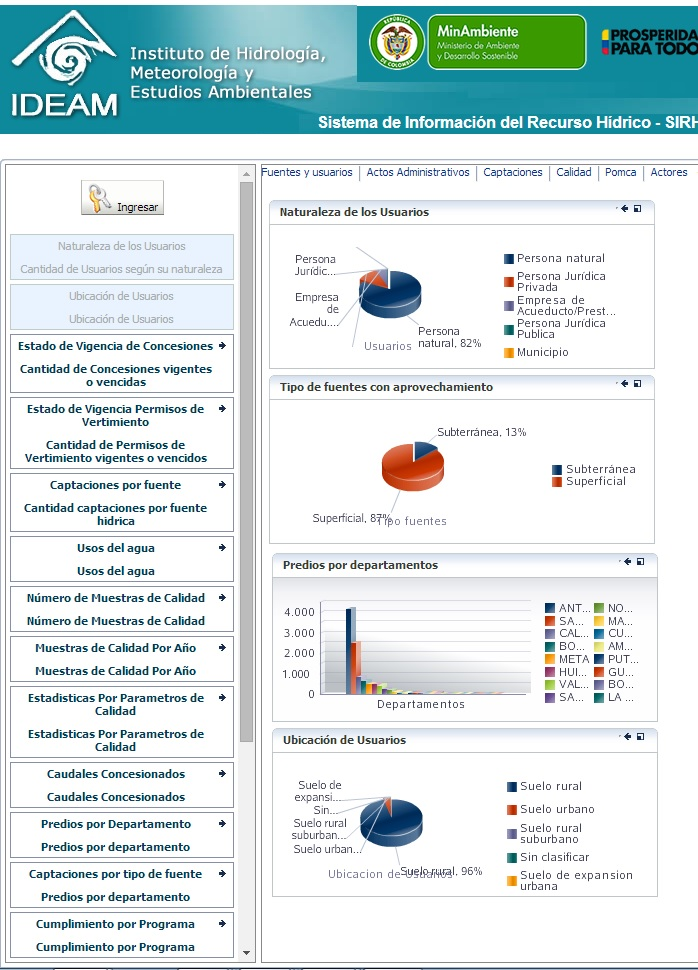 IDEAM
Instituto de Hidrología,
Meteorología y
Estudios Ambientales
REPÚBLICA
DE COLOMBIA
MinAmbiente
Ministerio de Ambiente
y Desarrollo Sostenible
PROSPERIDA
PARA TODO
Sistema de Información del Recurso Hídrico - SIRH
Ingresar
Naturaleza de los Usuarios
Cantidad de Usuarios según su naturaleza
Ubicación de Usuarios
Ubicación de Usuarios
Estado de Vigencia de Concesiones
Cantidad de Concesiones vigentes
o vencidas
Estado de Vigencia Permisos de
Vertimiento
Cantidad de Permisos de
Vertimiento vigentes o vencidos
Captaciones por fuente
Cantidad captaciones por fuente
hidrica
Usos del agua
Usos del agua
Número de Muestras de Calidad
Número de Muestras de Calidad
Muestras de Calidad Por Año
Muestras de Calidad Por Año
Estadisticas Por Parametros de
Calidad
Estadisticas Por Parametros de
Calidad
Caudales Concesionados
Caudales Concesionados
Predios por Departamento
Predios por departamento
Captaciones por tipo de fuente
Predios por departamento
Cumplimiento por Programa
Cumplimiento por Programa
Fuentes y usuarios | Actos Administrativos | Captaciones | Calidad | Pomca | Actores
Naturaleza de los Usuarios
Persona
Jurídic...
Empresa
de
Acuedu....
Persona
natural, 82%
Usuarios
Persona natural
Persona Jurídica
Privada
Empresa de
Acueducto/Prest...
Persona Jurídica
Publica
Municipio
Tipo de fuentes con aprovechamiento
Subterránea, 13%
Superficial, 87%
Tipo fuentes
Subterránea
Superficial
Predios por departamentos
4.000
3.000
2.000
1.000
0
Departamentos
ANT... NO...
SA... MA...
CAL... CU...
BO... AM...
META PUT...
HUI... GU...
VAL... BO...
SA... LA ...
Ubicación de Usuarios
Suelo de
expansi...
Sin...
Suelo rural
suburban...
Suelo urban...
Suelo rural, 96%
Ubicacion de Usuarios
Suelo rural
Suelo urbano
Suelo rural
suburbano
Sin clasificar
Suelo de expansion
urbana